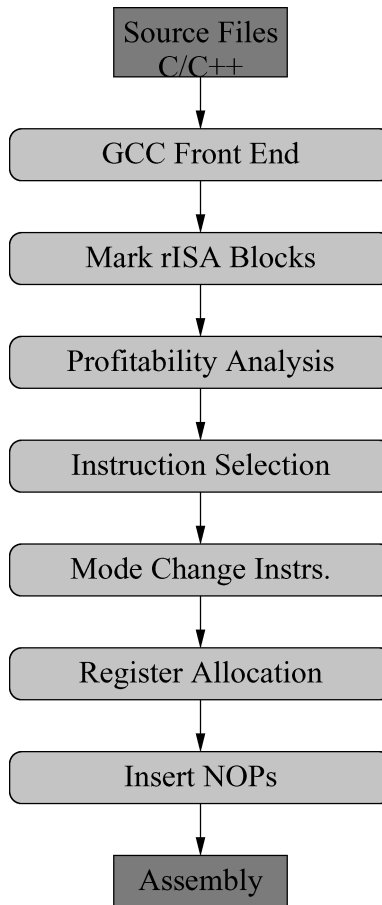 Source Files
C/C++
GCC Front End
Mark rISA Blocks
Profitability Analysis
Instruction Selection
Mode Change Instrs.
Register Allocation
Insert NOPs
Assembly